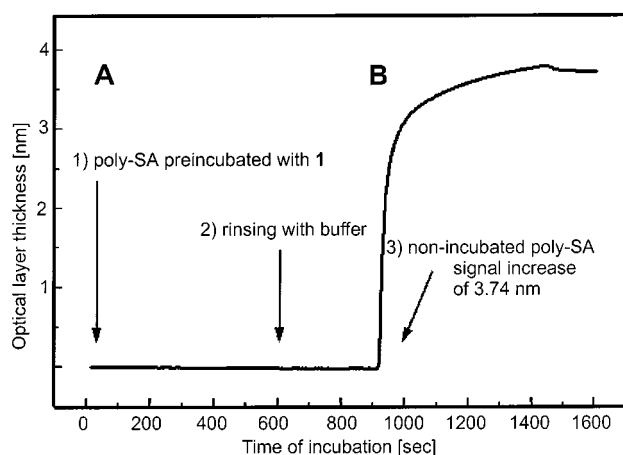 4
A
B
1) poly-SA preincubated with 1
3
2) rinsing with buffer
2
3) non-incubated poly-SA
signal increase
of 3.74 nm
1
Optical layer thickness [nm]
0 200 400 600 800 1000 1200 1400 1600
Time of incubation [sec]